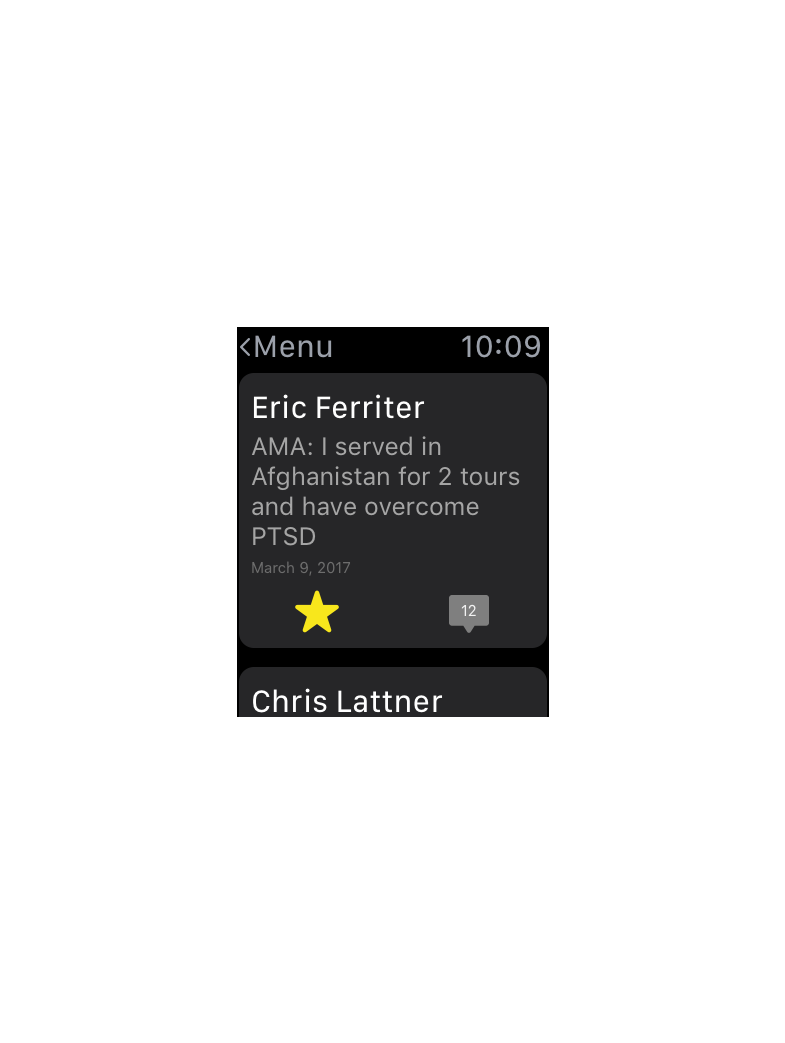 <Menu 10:09
Eric Ferriter
AMA: I served in
Afghanistan for 2 tours
and have overcome
PTSD
March 9, 2017
12
Chris Lattner